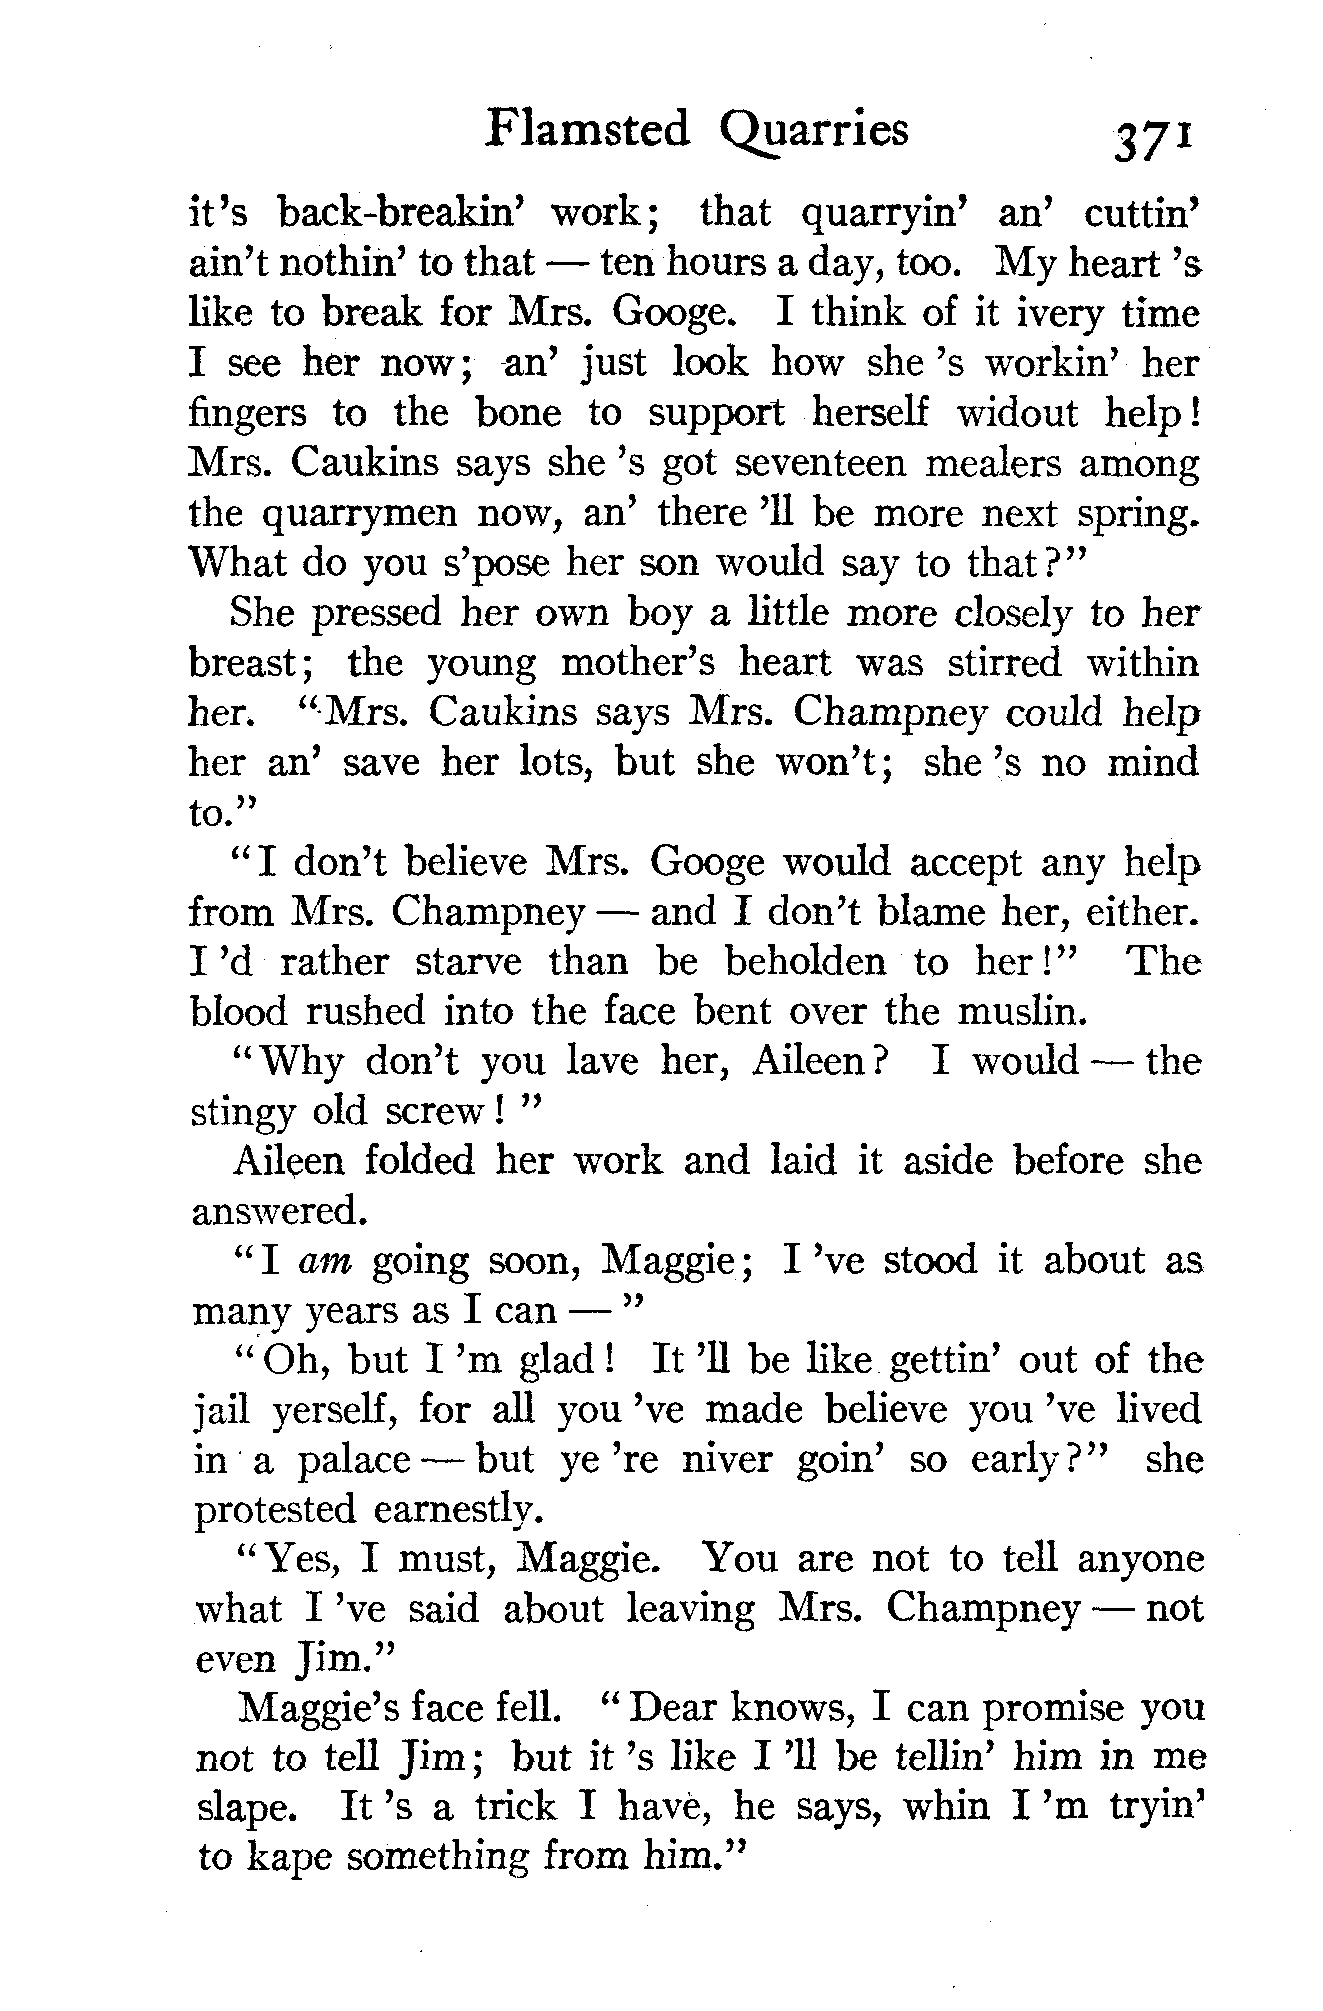 Flamsted Quarries 371
it's back-breakin' work; that quarryin' an' cuttin'
ain't nothin' to that — ten hours a day, too. My heart 's
like to break for Mrs. Googe. I think of it ivery time
I see her now; an' just look how she 's workin' her
fingers to the bone to support herself widout help!
Mrs. Caukins says she 's got seventeen mealers among
the quarrymen now, an' there 'll be more next spring.
What do you s'pose her son would say to that?"
She pressed her own boy a little more closely to her
breast; the young mother's heart was stirred within
her. "Mrs. Caukins says Mrs. Champney could help
her an' save her lots, but she won't; she 's no mind
to."
"I don't believe Mrs. Googe would accept any help
from Mrs. Champney — and I don't blame her, either.
I 'd rather starve than be beholden to her!" The
blood rushed into the face bent over the muslin.
"Why don't you lave her, Aileen? I would — the
stingy old screw! "
Aileen folded her work and laid it aside before she
answered.
"I am going soon, Maggie; I 've stood it about as
many years as I can — "
"Oh, but I 'm glad! It 'll be like gettin' out of the
jail yerself, for all you 've made believe you 've lived
in a palace — but ye 're niver goin' so early?" she
protested earnestly.
"Yes, I must, Maggie. You are not to tell anyone
what I 've said about leaving Mrs. Champney — not
even Jim."
Maggie's face fell. "Dear knows, I can promise you
not to tell Jim; but it 's like I 'll be tellin' him in me
slape. It 's a trick I have, he says, whin I 'm tryin'
to kape something from him."